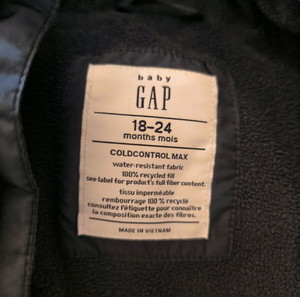 baby
GAP
18-24
months mois
COLDCONTROL MAX
water-resistant fabric
100% recycled fill
see label for product's full fiber content.
tissu imperméable
rembourrage 100 % recyclé
consultez l'étiquette pour connaître
la composition exacte des fibres.
MADE IN VIETNAM